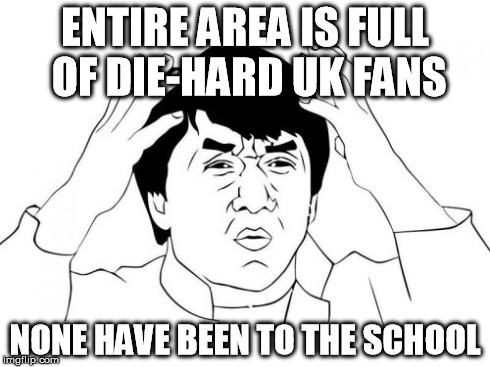 ENTIRE AREA IS FULL
OF DIE-HARD UK FANS
NONE HAVE BEEN TO THE SCHOOL
imgflip.com